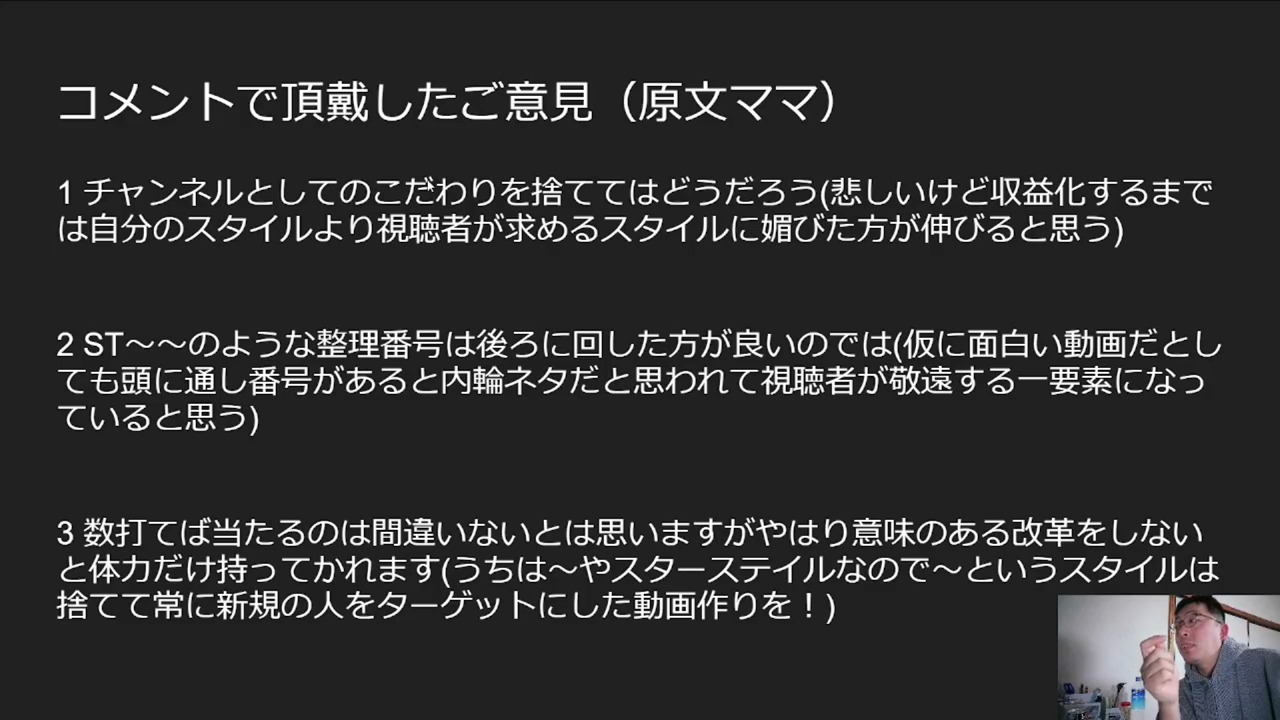 コメントで頂戴したご意見（原文ママ）
1 チャンネルとしてのこだわりを捨ててはどうだろう(悲しいけど収益化するまで
は自分のスタイルより視聴者が求めるスタイルに媚びた方が伸びると思う)
2 ST～～のような整理番号は後ろに回した方が良いのでは(仮に面白い動画だとし
ても頭に通し番号があると内輪ネタだと思われて視聴者が敬遠する一要素になっ
ていると思う)
3 数打てば当たるのは間違いないとは思いますがやはり意味のある改革をしない
と体力だけ持ってかれます(うちは～やスターステイルなので～というスタイルは
捨てて常に新規の人をターゲットにした動画作りを！)